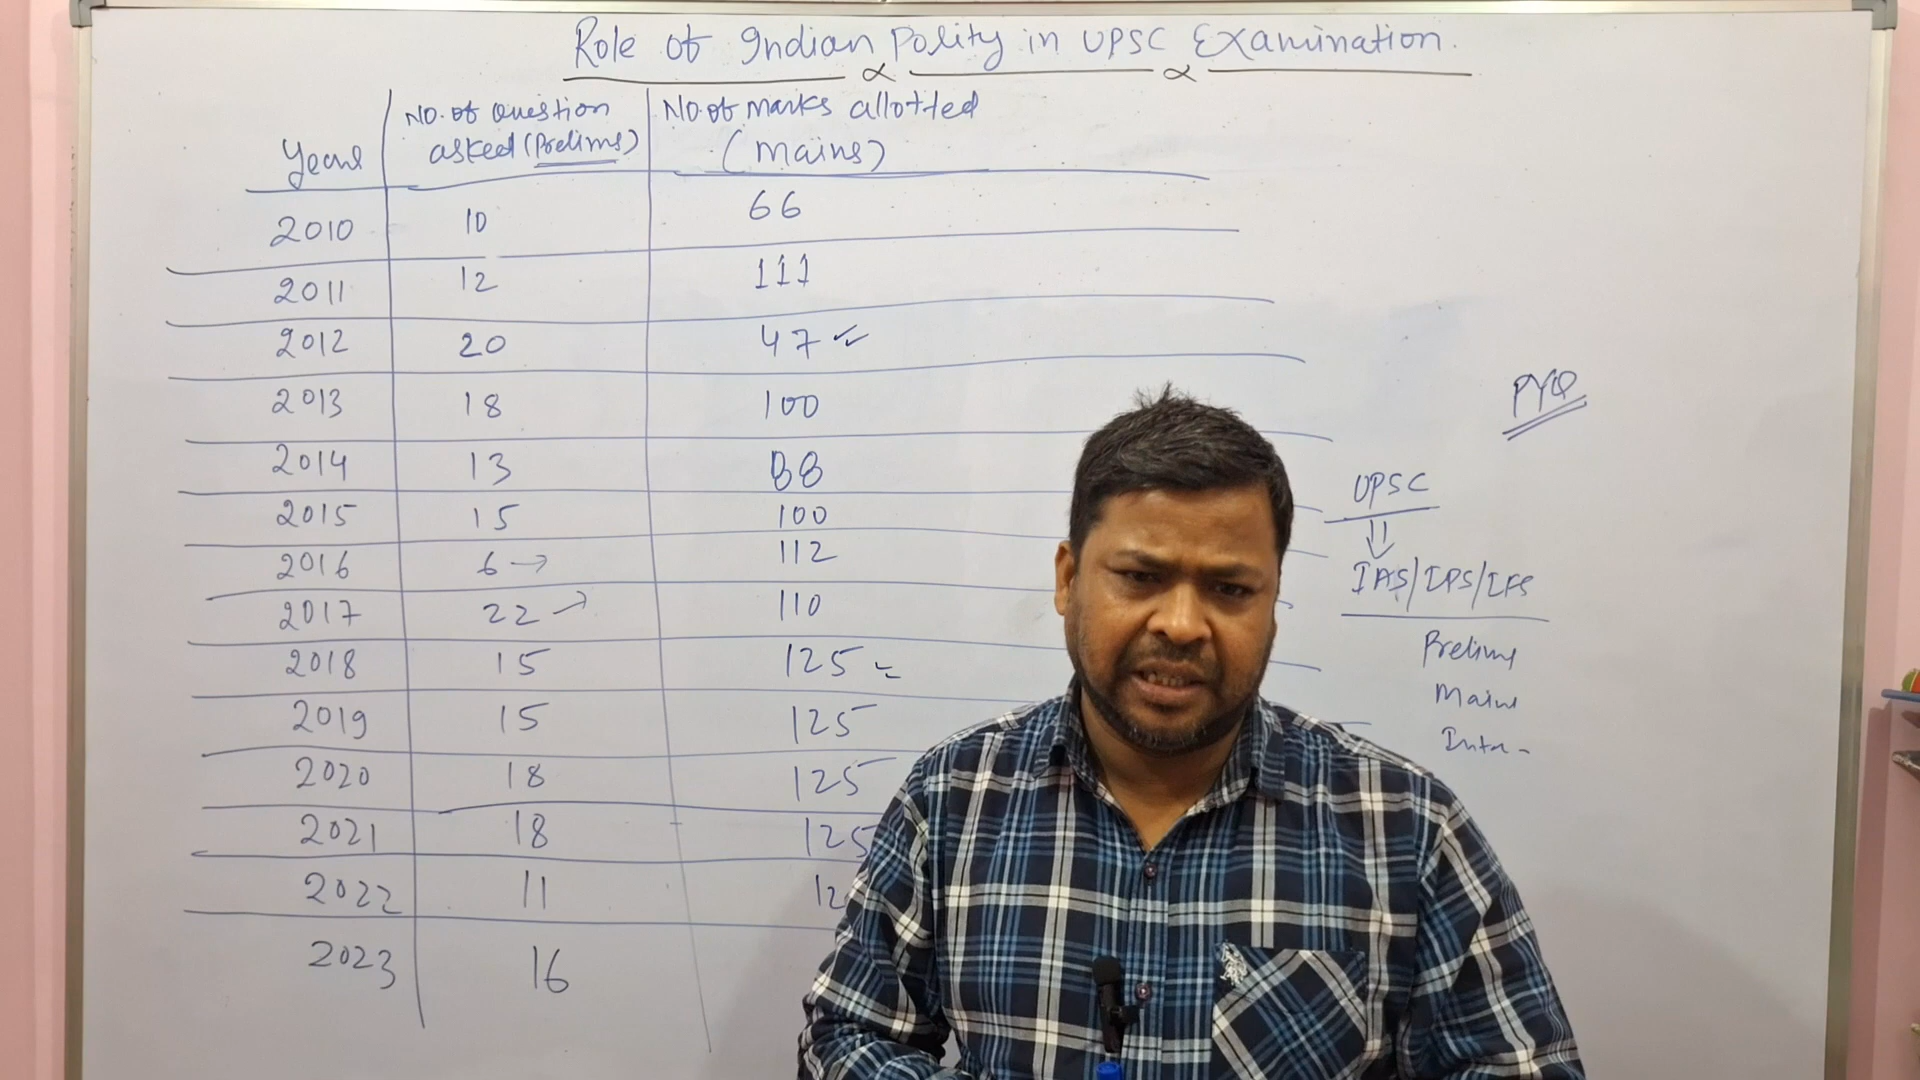 Role of Indian Polity in UPSC Examination.
Years
No. of Question asked (Prelims)
No. of marks allotted (mains)
2010 10 66
2011 12 111
2012 20 47
2013 18 100
2014 13 88
2015 15 100
2016 6 → 112
2017 22 → 110
2018 15 125
2019 15 125
2020 18 125
2021 18 125
2022 11 12
2023 16
PYQ
UPSC
⇓
IAS/IPS/IFS
Prelims
Mains